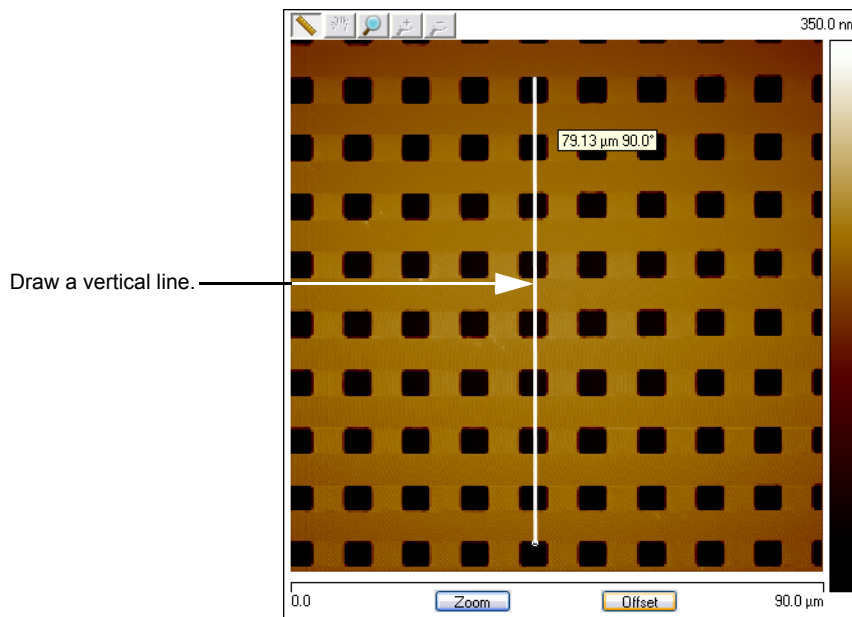 350.0 nm
79.13 µm 90.0°
Draw a vertical line.
0.0
Zoom
Offset
90.0 µm